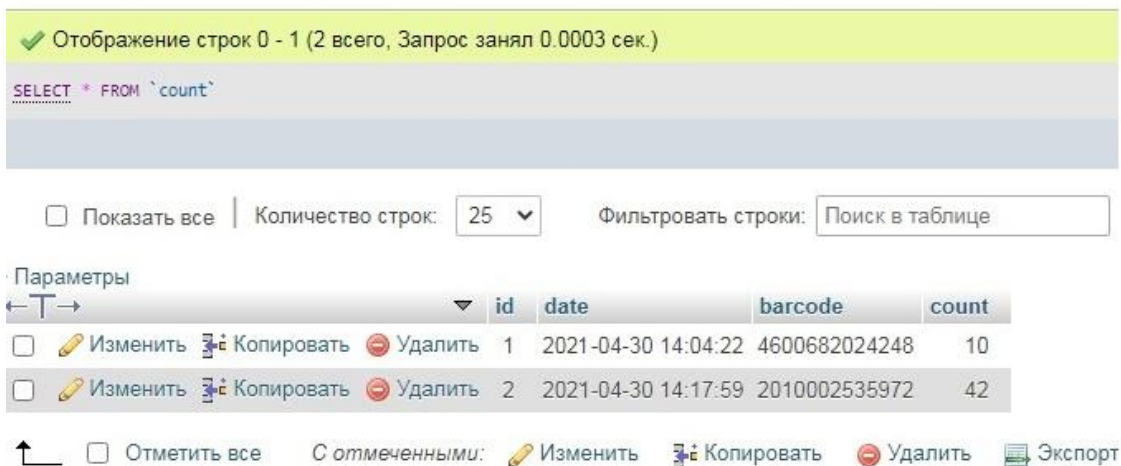 Отображение строк 0 - 1 (2 всего, Запрос занял 0.0003 сек.)
SELECT * FROM `count`
Показать все Количество строк: 25 Фильтровать строки: Поиск в таблице
Параметры
←T→ id date barcode count
Изменить Копировать Удалить 1 2021-04-30 14:04:22 4600682024248 10
Изменить Копировать Удалить 2 2021-04-30 14:17:59 2010002535972 42
Отметить все С отмеченными: Изменить Копировать Удалить Экспорт